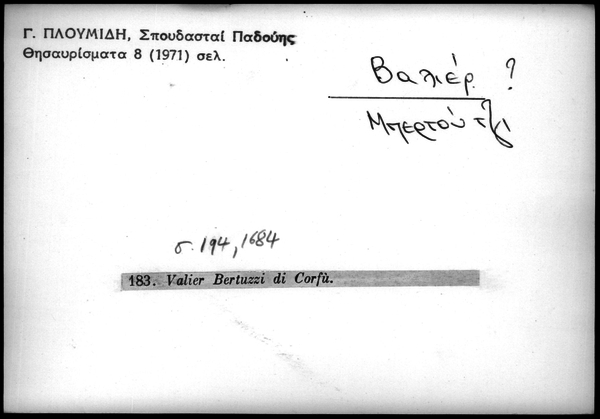 Γ. ΠΛΟΥΜΙΔΗ, Σπουδασταί Παδούης
Θησαυρίσματα 8 (1971) σελ.
Βαλιέρ ?
Μπερτούτζι
σ. 194, 1684
183. Valier Bertuzzi di Corfù.